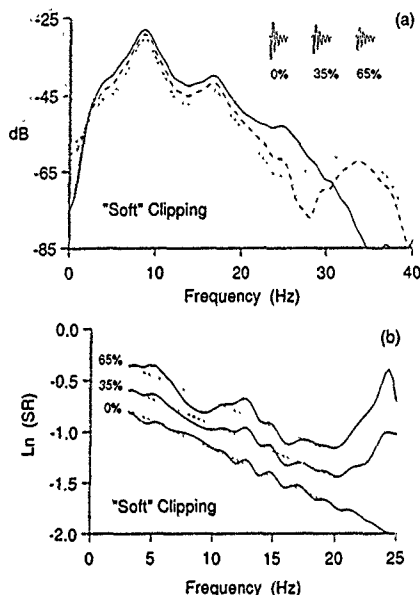 (a)
-25
-45
dB
-65
-85
0% 35% 65%
"Soft" Clipping
0 10 20 30 40
Frequency (Hz)
(b)
0.0
-0.5
-1.0
-1.5
-2.0
Ln (SR)
65%
35%
0%
"Soft" Clipping
0 5 10 15 20 25
Frequency (Hz)